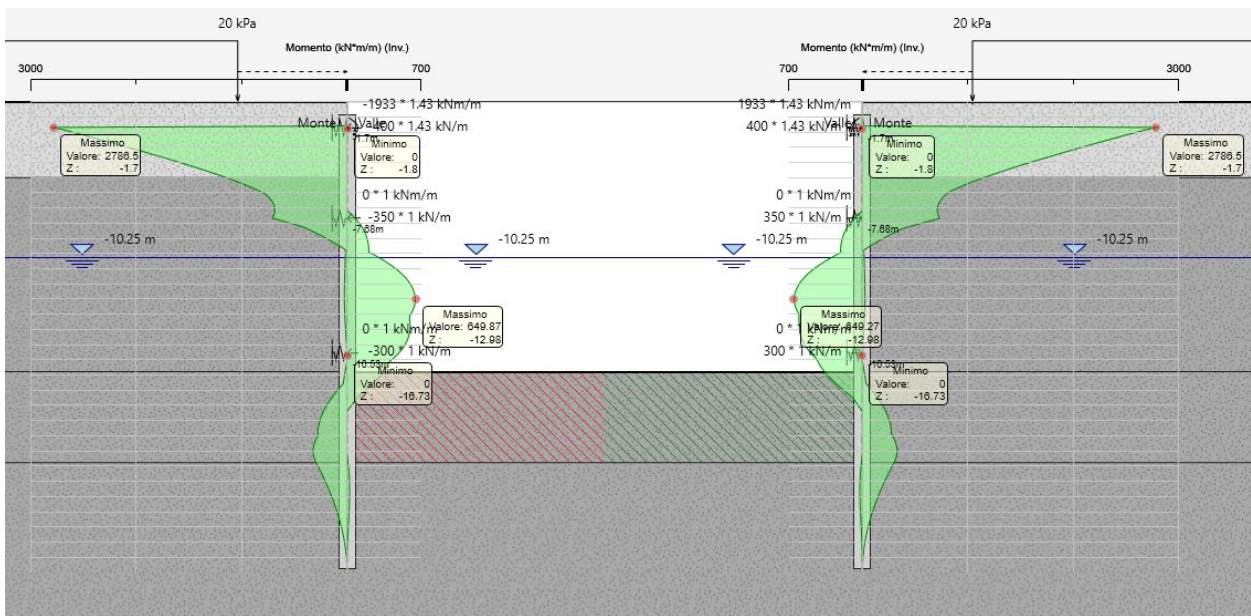 20 kPa
20 kPa
Momento (kN*m/m) (Inv.)
Momento (kN*m/m) (Inv.)
3000
700
700
3000
-1933 * 1.43 kNm/m
1933 * 1.43 kNm/m
Monte
Valle
Valle
Monte
-400 * 1.43 kN/m
400 * 1.43 kN/m
-1.7m
-1.7m
Massimo
Valore: 2786.5
Z : -1.7
Minimo
Valore: 0
Z : -1.8
Minimo
Valore: 0
Z : -1.8
Massimo
Valore: 2786.5
Z : -1.7
0 * 1 kNm/m
0 * 1 kNm/m
-350 * 1 kN/m
350 * 1 kN/m
-7.68m
-7.68m
-10.25 m
-10.25 m
-10.25 m
-10.25 m
Massimo
Valore: 649.87
Z : -12.98
Massimo
Valore: 649.27
Z : -12.98
0 * 1 kNm/m
0 * 1 kNm/m
-300 * 1 kN/m
300 * 1 kN/m
Minimo
Valore: 0
Z : -16.73
Minimo
Valore: 0
Z : -16.73